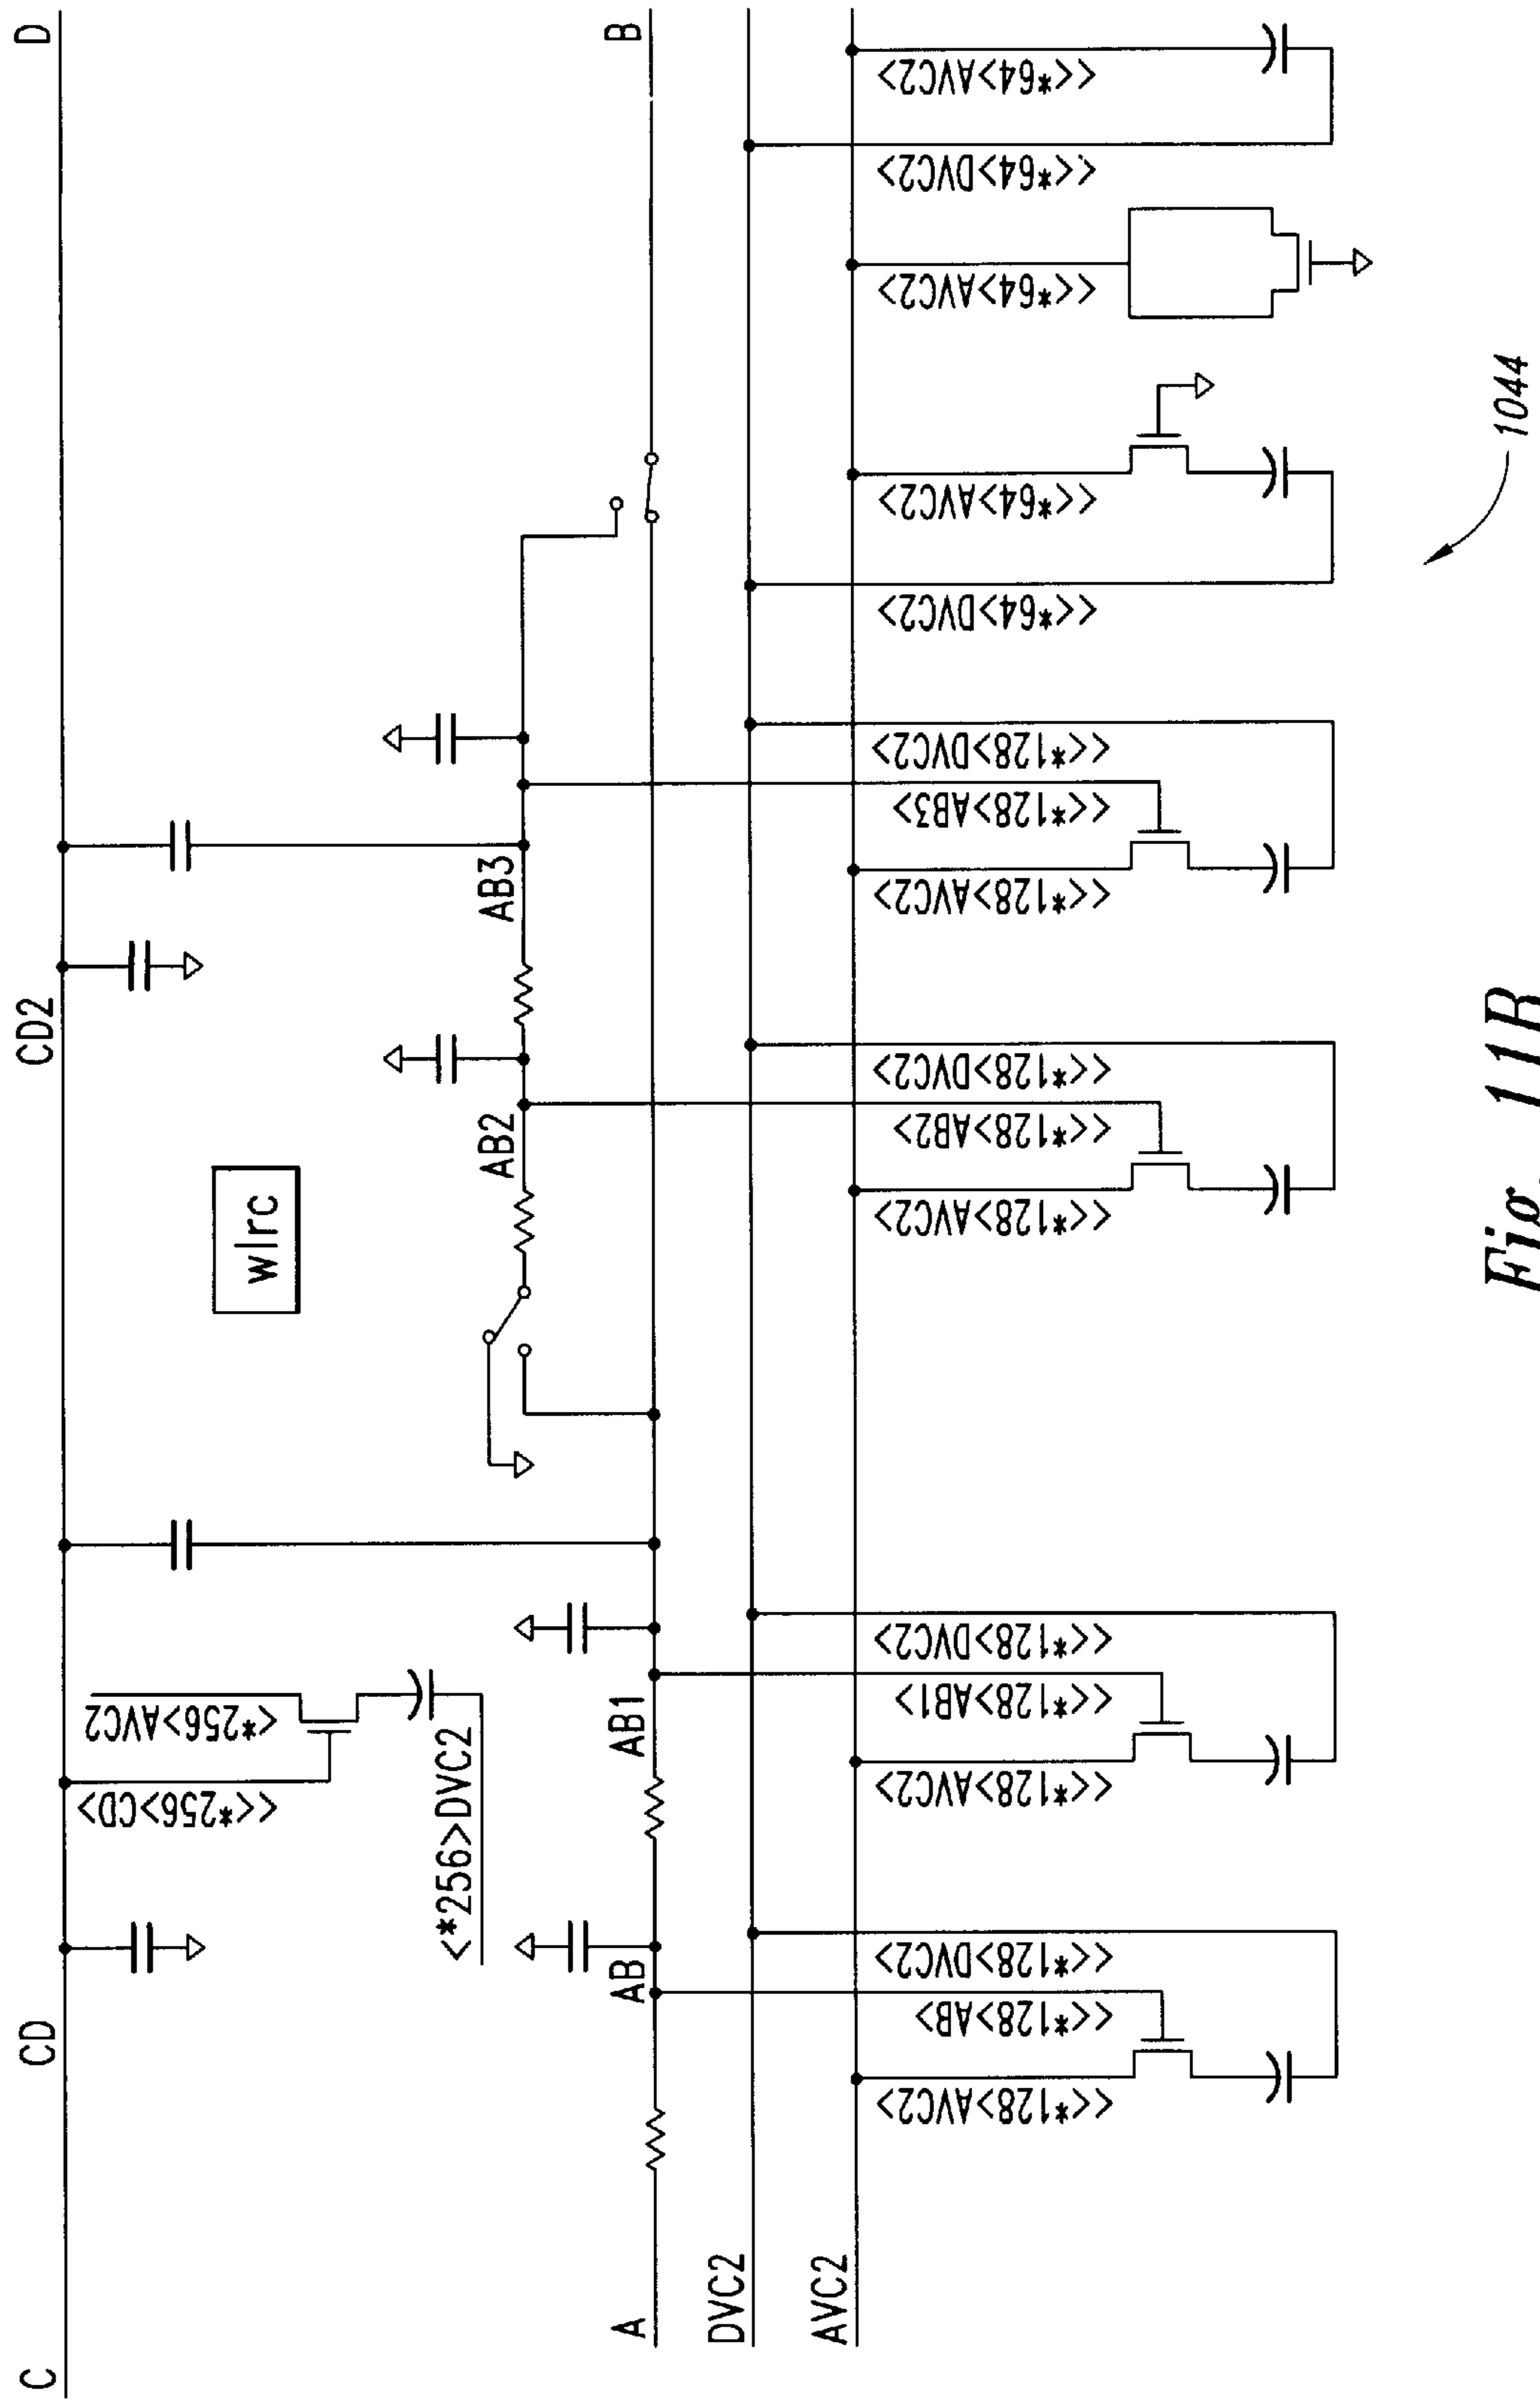 C
CD
CD2
D
<<*256>CD>
<*256>AVC2
<*256>DVC2
wlrc
AB2
AB3
A
AB
AB1
B
DVC2
AVC2
<<*128>AVC2>
<<*128>AB>
<<*128>DVC2>
<<*128>AVC2>
<<*128>AB1>
<<*128>DVC2>
<<*128>AVC2>
<<*128>AB2>
<<*128>DVC2>
<<*128>AVC2>
<<*128>AB3>
<<*128>DVC2>
<<*64>DVC2>
<<*64>AVC2>
<<*64>AVC2>
<<*64>DVC2>
<<*64>AVC2>
1044
Fig. 11B